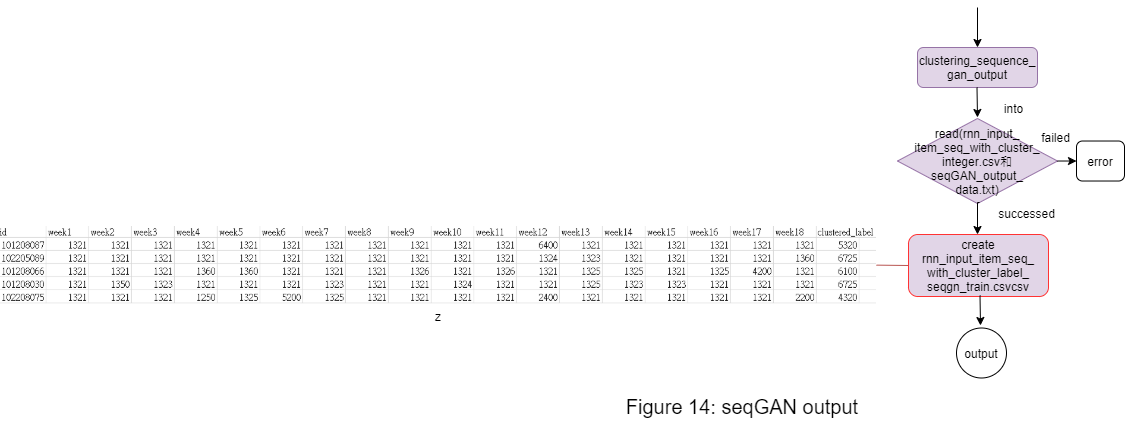 clustering_sequence_
gan_output
into
read(rnn_input_
item_seq_with_cluster_
integer.csv和
seqGAN_output_
data.txt)
failed
error
successed
id week1 week2 week3 week4 week5 week6 week7 week8 week9 week10 week11 week12 week13 week14 week15 week16 week17 week18 clustered_label
101208087 1321 1321 1321 1321 1321 1321 1321 1321 1321 1321 1321 6400 1321 1321 1321 1321 1321 1321 5320
102205089 1321 1321 1321 1321 1321 1321 1321 1321 1321 1321 1321 1324 1323 1321 1321 1321 1321 1360 6725
101208066 1321 1321 1321 1360 1360 1321 1321 1321 1326 1321 1326 1321 1325 1325 1321 1325 4200 1321 6100
101208030 1321 1350 1323 1321 1321 1321 1323 1321 1321 1324 1321 1321 1325 1323 1323 1321 1321 1321 6725
102208075 1321 1321 1321 1250 1325 5200 1325 1321 1321 1321 1321 2400 1321 1321 1321 1321 1321 2200 4320
create
rnn_input_item_seq_
with_cluster_label_
seqgn_train.csvcsv
z
output
Figure 14: seqGAN output